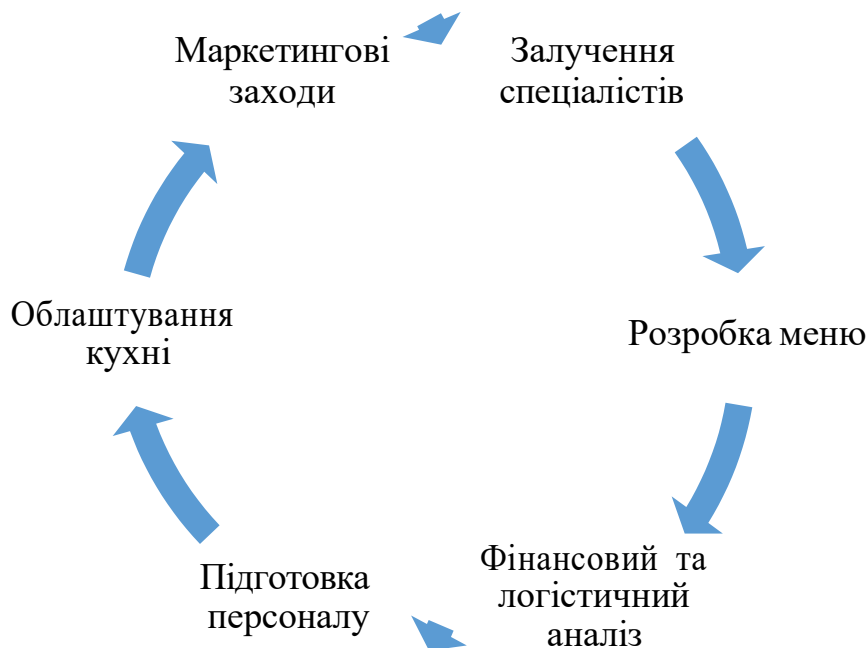 Маркетингові
заходи
Залучення
спеціалістів
Розробка меню
Фінансовий та
логістичний
аналіз
Підготовка
персоналу
Облаштування
кухні